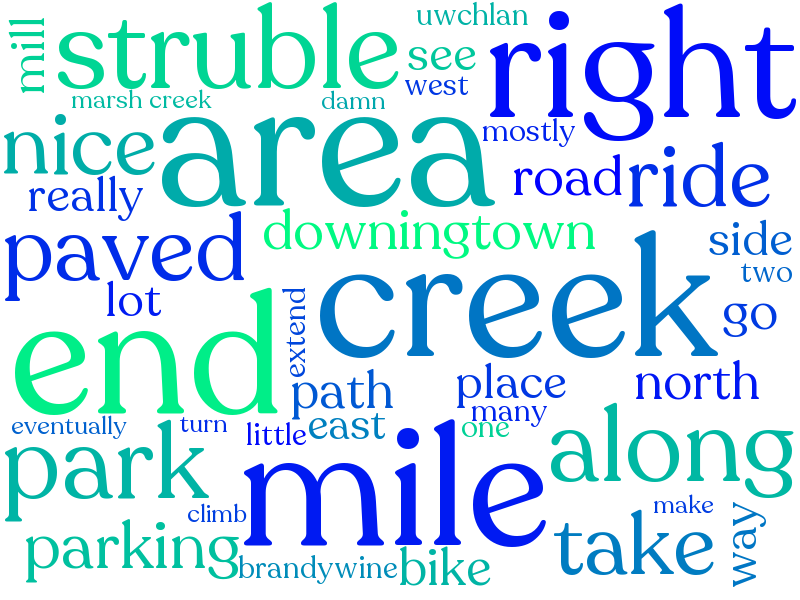 uwchlan
mill
struble
see
right
west
marsh creek
damn
nice
area
mostly
road
ride
really
paved
downingtown
side
two
lot
creek
go
end
extend
path
place
north
many
eventually
turn
little
east
one
along
park
mile
climb
make
way
parking
brandywine
bike
take